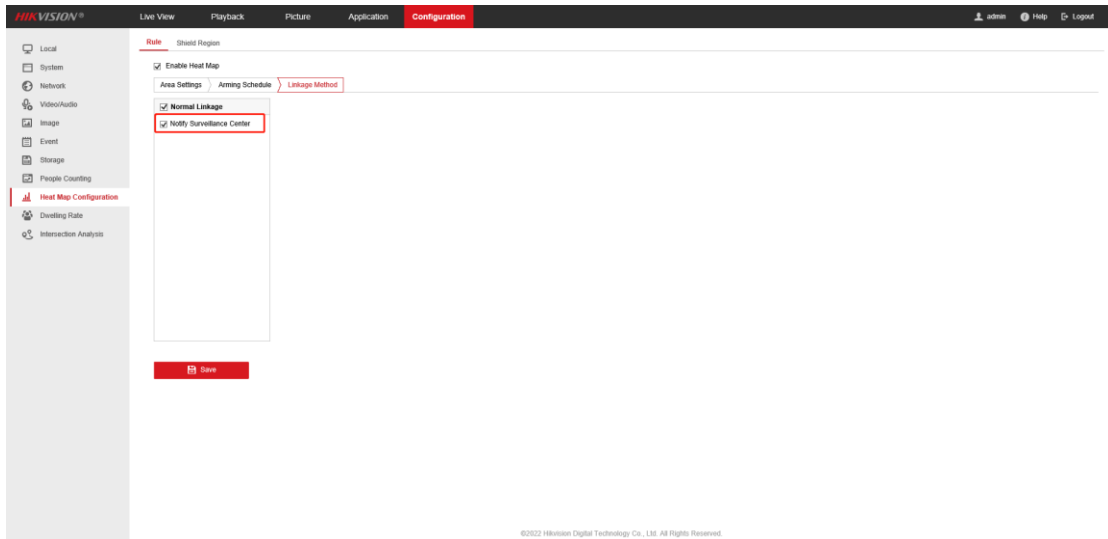 HIKVISION® Live View Playback Picture Application Configuration admin Help Logout
Local
System
Network
Video/Audio
Image
Event
Storage
People Counting
Heat Map Configuration
Dwelling Rate
Intersection Analysis
Rule Shield Region
Enable Heat Map
Area Settings Arming Schedule Linkage Method
Normal Linkage
Notify Surveillance Center
Save
©2022 Hikvision Digital Technology Co., Ltd. All Rights Reserved.